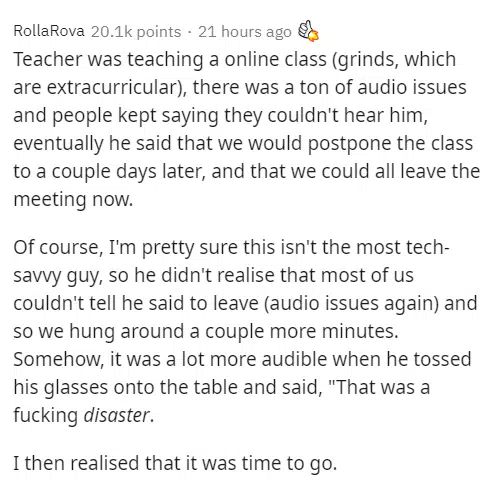 RollaRova 20.1k points · 21 hours ago
Teacher was teaching a online class (grinds, which
are extracurricular), there was a ton of audio issues
and people kept saying they couldn't hear him,
eventually he said that we would postpone the class
to a couple days later, and that we could all leave the
meeting now.
Of course, I'm pretty sure this isn't the most tech-
savvy guy, so he didn't realise that most of us
couldn't tell he said to leave (audio issues again) and
so we hung around a couple more minutes.
Somehow, it was a lot more audible when he tossed
his glasses onto the table and said, "That was a
fucking disaster.
I then realised that it was time to go.